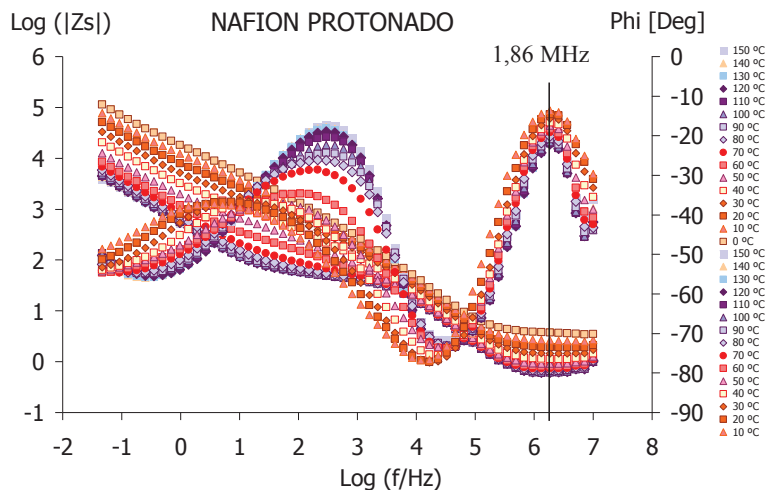 Log (|Zs|)
NAFION PROTONADO
Phi [Deg]
1,86 MHz
6
5
4
3
2
1
0
-1
-2
-1
0
1
2
3
4
5
6
7
8
Log (f/Hz)
0
-10
-20
-30
-40
-50
-60
-70
-80
-90
150 ºC
140 ºC
130 ºC
120 ºC
110 ºC
100 ºC
90 ºC
80 ºC
70 ºC
60 ºC
50 ºC
40 ºC
30 ºC
20 ºC
10 ºC
0 ºC
150 ºC
140 ºC
130 ºC
120 ºC
110 ºC
100 ºC
90 ºC
80 ºC
70 ºC
60 ºC
50 ºC
40 ºC
30 ºC
20 ºC
10 ºC